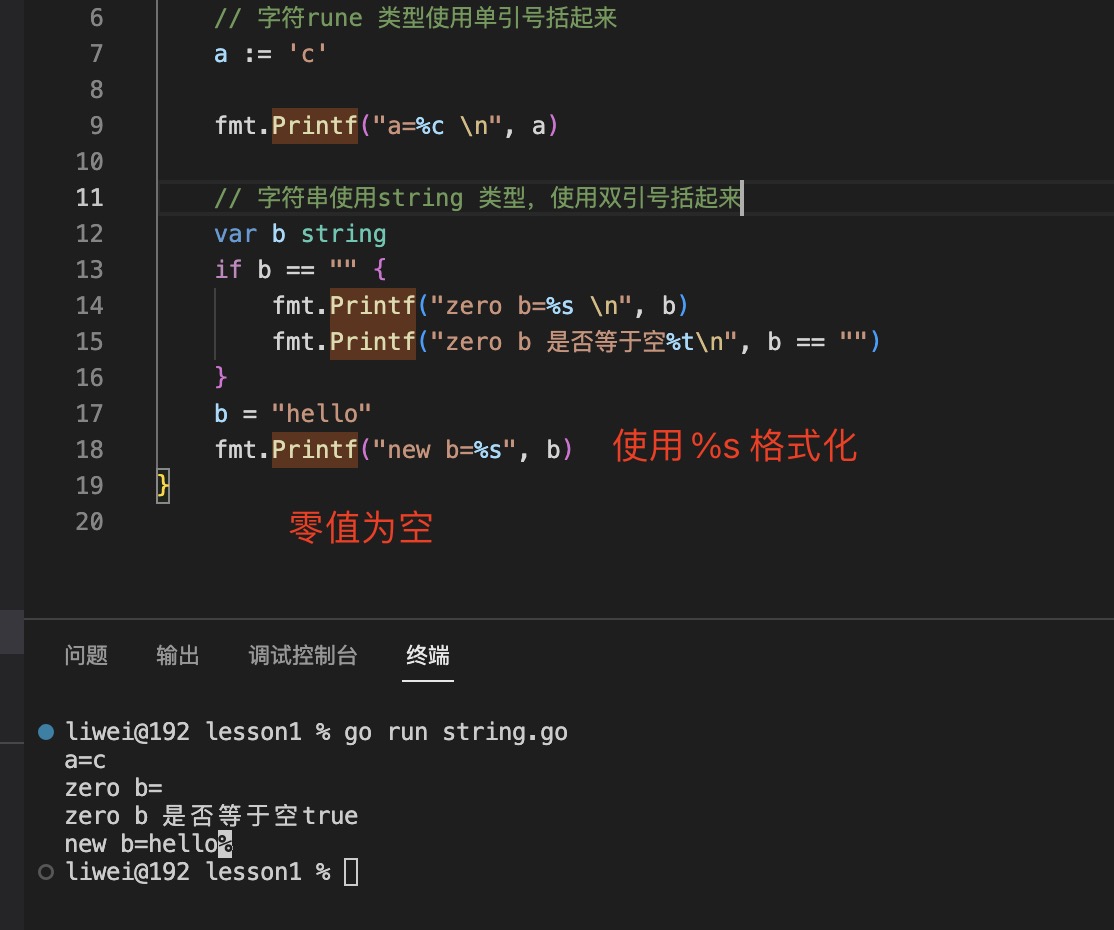 6 // 字符rune 类型使用单引号括起来
7 a := 'c'
8
9 fmt.Printf("a=%c \n", a)
10
11 // 字符串使用string 类型，使用双引号括起来
12 var b string
13 if b == "" {
14 fmt.Printf("zero b=%s \n", b)
15 fmt.Printf("zero b 是否等于空%t\n", b == "")
16 }
17 b = "hello"
18 fmt.Printf("new b=%s", b) 使用 %s 格式化
19 }
20
零值为空
问题 输出 调试控制台 终端
liwei@192 lesson1 % go run string.go
a=c
zero b=
zero b 是否等于空true
new b=hello%
liwei@192 lesson1 %